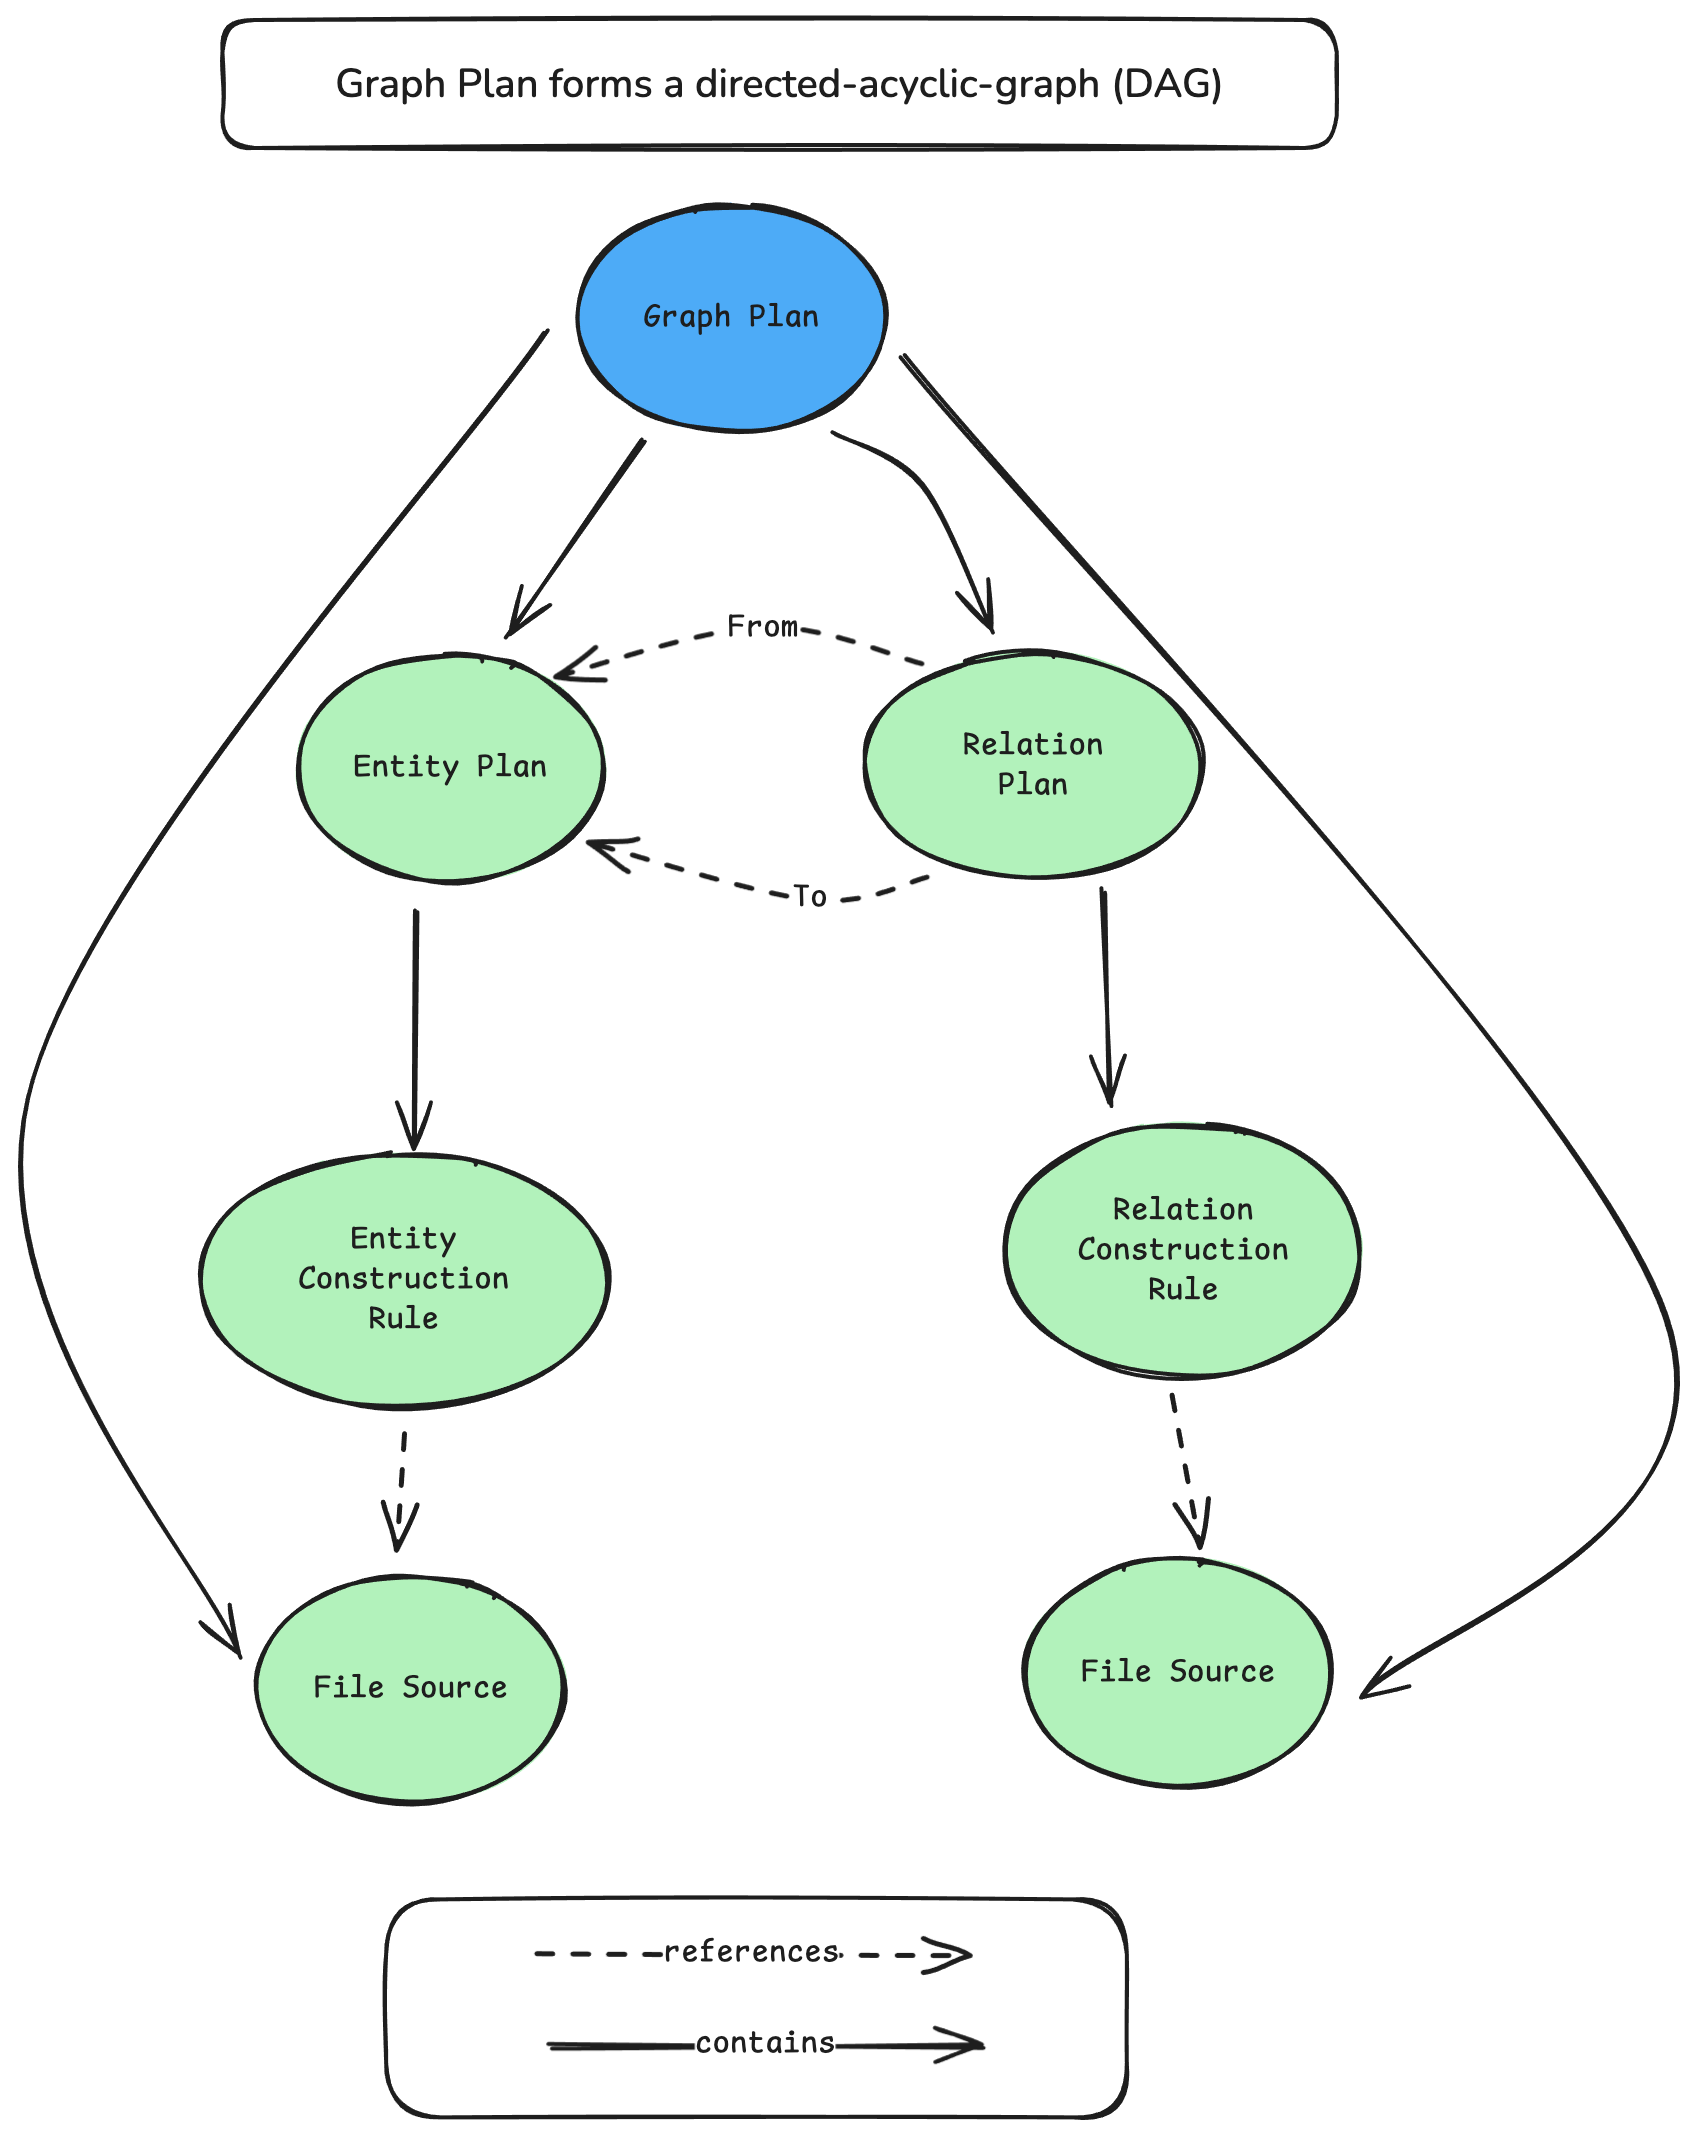 Graph Plan forms a directed-acyclic-graph (DAG)
Graph Plan
From
Entity Plan
Relation
Plan
To
Entity
Construction
Rule
Relation
Construction
Rule
File Source
File Source
references
contains